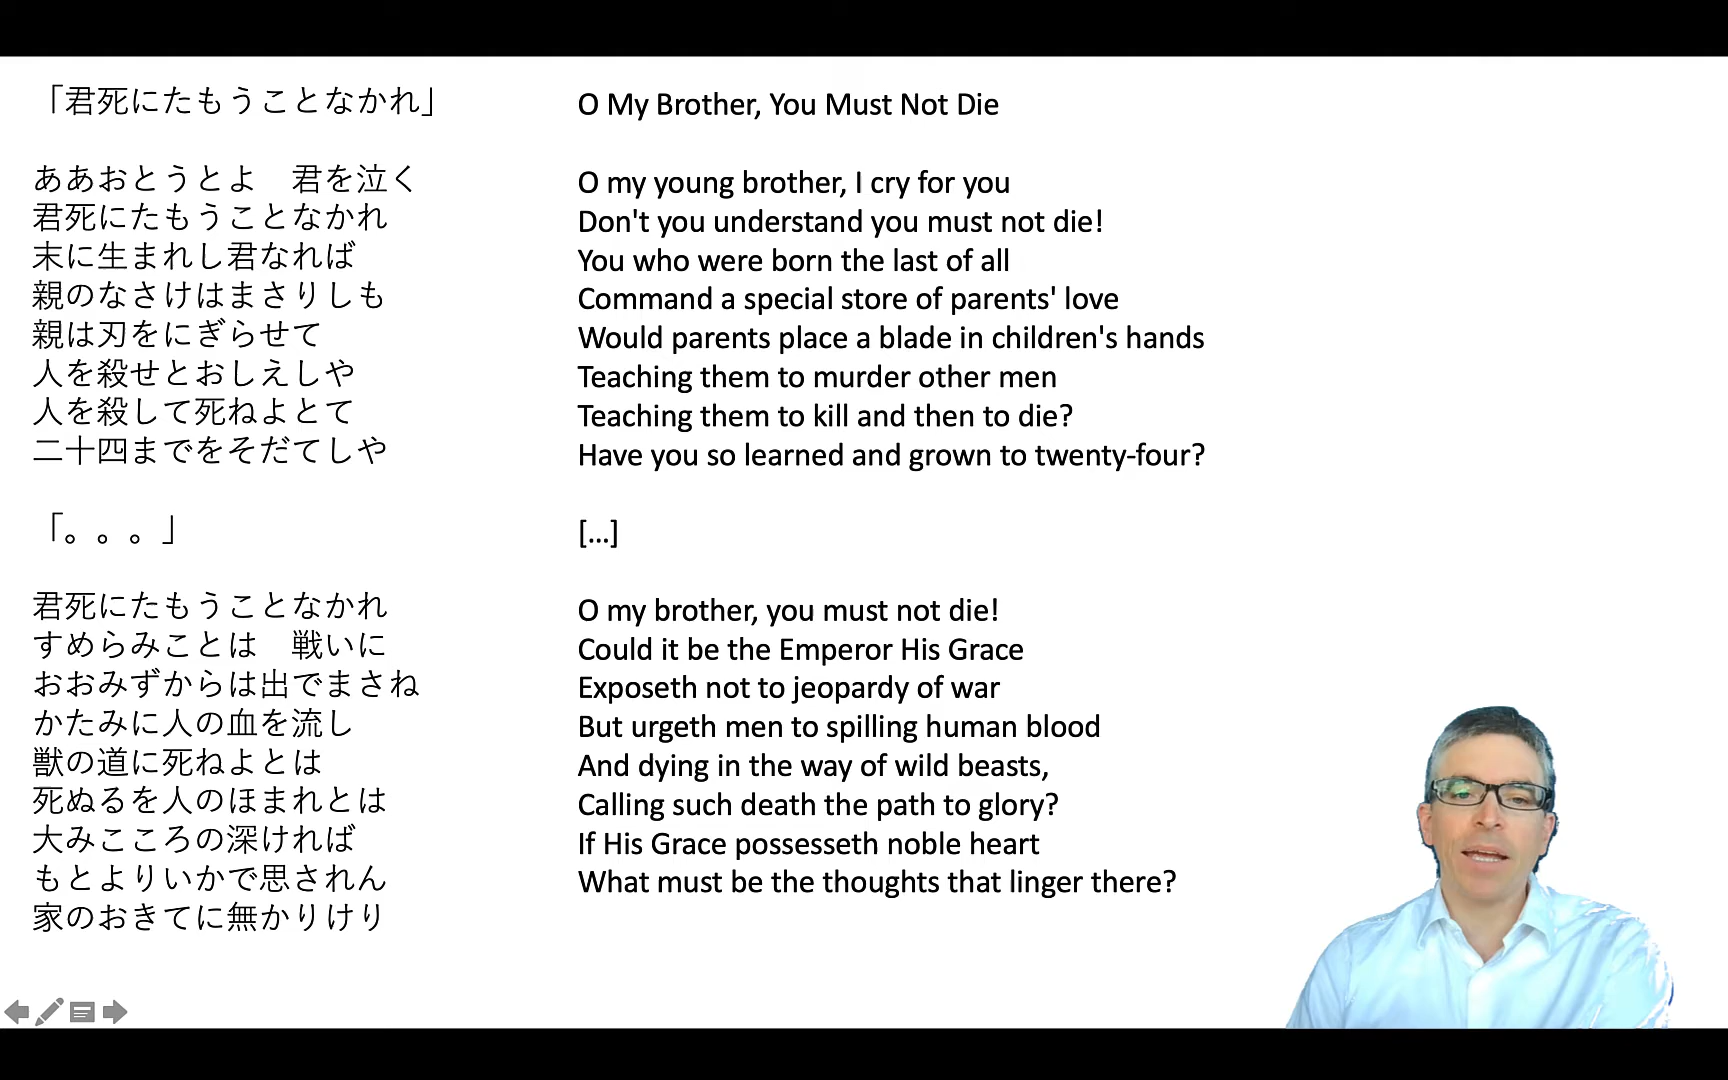 「君死にたもうことなかれ」
ああおとうとよ　君を泣く
君死にたもうことなかれ
末に生まれし君なれば
親のなさけはまさりしも
親は刃をにぎらせて
人を殺せとおしえしや
人を殺して死ねよとて
二十四までをそだてしや
「。。。」
君死にたもうことなかれ
すめらみことは　戦いに
おおみずからは出でまさね
かたみに人の血を流し
獣の道に死ねよとは
死ぬるを人のほまれとは
大みこころの深ければ
もとよりいかで思されん
家のおきてに無かりけり
O My Brother, You Must Not Die
O my young brother, I cry for you
Don't you understand you must not die!
You who were born the last of all
Command a special store of parents' love
Would parents place a blade in children's hands
Teaching them to murder other men
Teaching them to kill and then to die?
Have you so learned and grown to twenty-four?
[...]
O my brother, you must not die!
Could it be the Emperor His Grace
Exposeth not to jeopardy of war
But urgeth men to spilling human blood
And dying in the way of wild beasts,
Calling such death the path to glory?
If His Grace possesseth noble heart
What must be the thoughts that linger there?